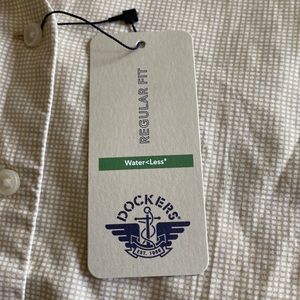 REGULAR FIT
Water<Less®
DOCKERS®
EST. 1986